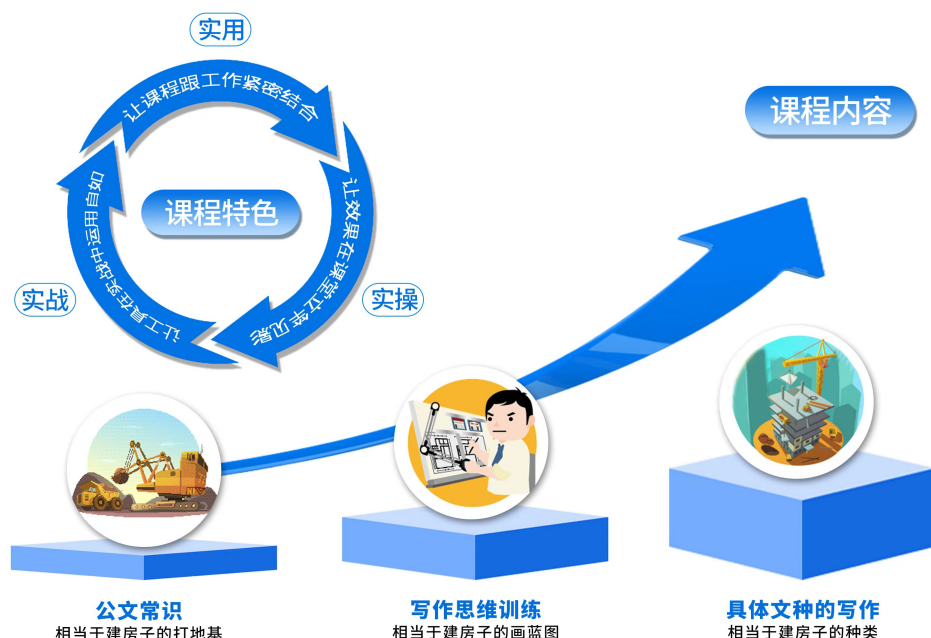 实用
让课程跟工作紧密结合
课程内容
课程特色
让效果在课堂立竿见影
让工具在实战中运用自如
实战
实操
公文常识
写作思维训练
具体文种的写作
相当于建房子的打地基
相当于建房子的画蓝图
相当于建房子的种类